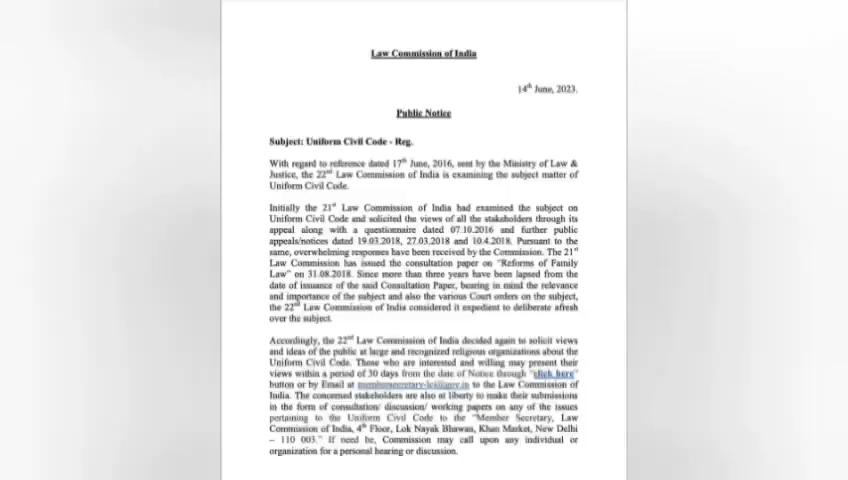 Law Commission of India
14th June, 2023.
Public Notice
Subject: Uniform Civil Code - Reg.
With regard to reference dated 17th June, 2016, sent by the Ministry of Law &
Justice, the 22nd Law Commission of India is examining the subject matter of
Uniform Civil Code.
Initially the 21st Law Commission of India had examined the subject on
Uniform Civil Code and solicited the views of all the stakeholders through its
appeal along with a questionnaire dated 07.10.2016 and further public
appeals/notices dated 19.03.2018, 27.03.2018 and 10.4.2018. Pursuant to the
same, overwhelming responses have been received by the Commission. The 21st
Law Commission has issued the consultation paper on "Reforms of Family
Law" on 31.08.2018. Since more than three years have been lapsed from the
date of issuance of the said Consultation Paper, bearing in mind the relevance
and importance of the subject and also the various Court orders on the subject,
the 22nd Law Commission of India considered it expedient to deliberate afresh
over the subject.
Accordingly, the 22nd Law Commission of India decided again to solicit views
and ideas of the public at large and recognized religious organizations about the
Uniform Civil Code. Those who are interested and willing may present their
views within a period of 30 days from the date of Notice through "click here"
button or by Email at membersecretary-lci@gov.in to the Law Commission of
India. The concerned stakeholders are also at liberty to make their submissions
in the form of consultation/ discussion/ working papers on any of the issues
pertaining to the Uniform Civil Code to the "Member Secretary, Law
Commission of India, 4th Floor, Lok Nayak Bhawan, Khan Market, New Delhi
– 110 003." If need be, Commission may call upon any individual or
organization for a personal hearing or discussion.